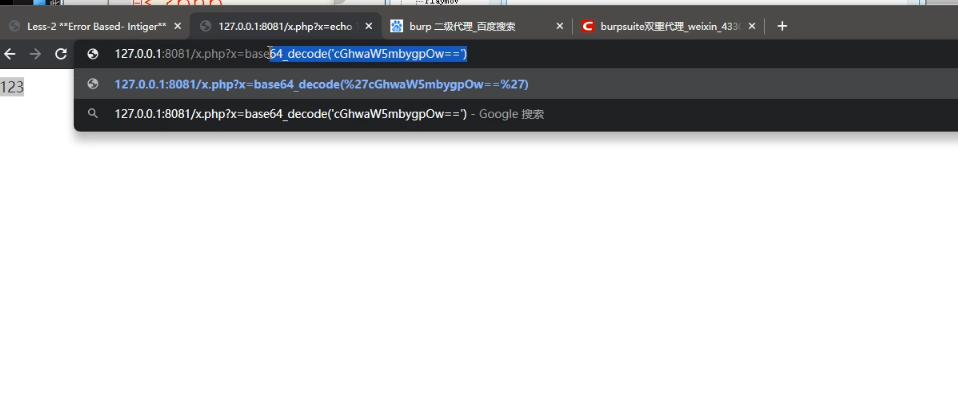 Less-2 **Error Based- Intiger**
127.0.0.1:8081/x.php?x=echo
burp 二级代理_百度搜索
burpsuite双重代理_weixin_433
127.0.0.1:8081/x.php?x=base64_decode('cGhwaW5mbygpOw==')
127.0.0.1:8081/x.php?x=base64_decode(%27cGhwaW5mbygpOw==%27)
123
127.0.0.1:8081/x.php?x=base64_decode('cGhwaW5mbygpOw==') - Google 搜索